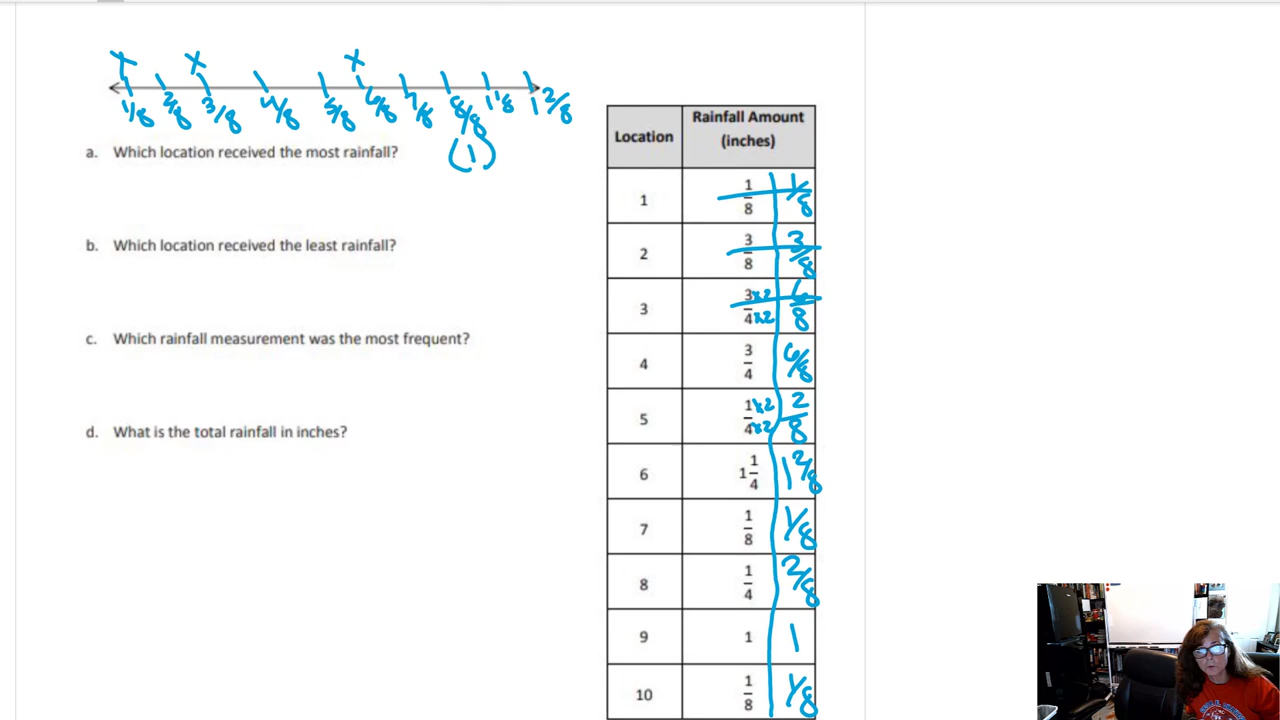 X X X
1/8 2/8 3/8 4/8 5/8 6/8 7/8 8/8 1 1/8 1 2/8
(1)
a. Which location received the most rainfall?
b. Which location received the least rainfall?
c. Which rainfall measurement was the most frequent?
d. What is the total rainfall in inches?
Location Rainfall Amount (inches)
1 1/8 1/8
2 3/8 3/8
3 3x2/4x2 6/8
4 3/4 6/8
5 1x2/4x2 2/8
6 1 1/4 1 2/8
7 1/8 1/8
8 1/4 2/8
9 1 1
10 1/8 1/8